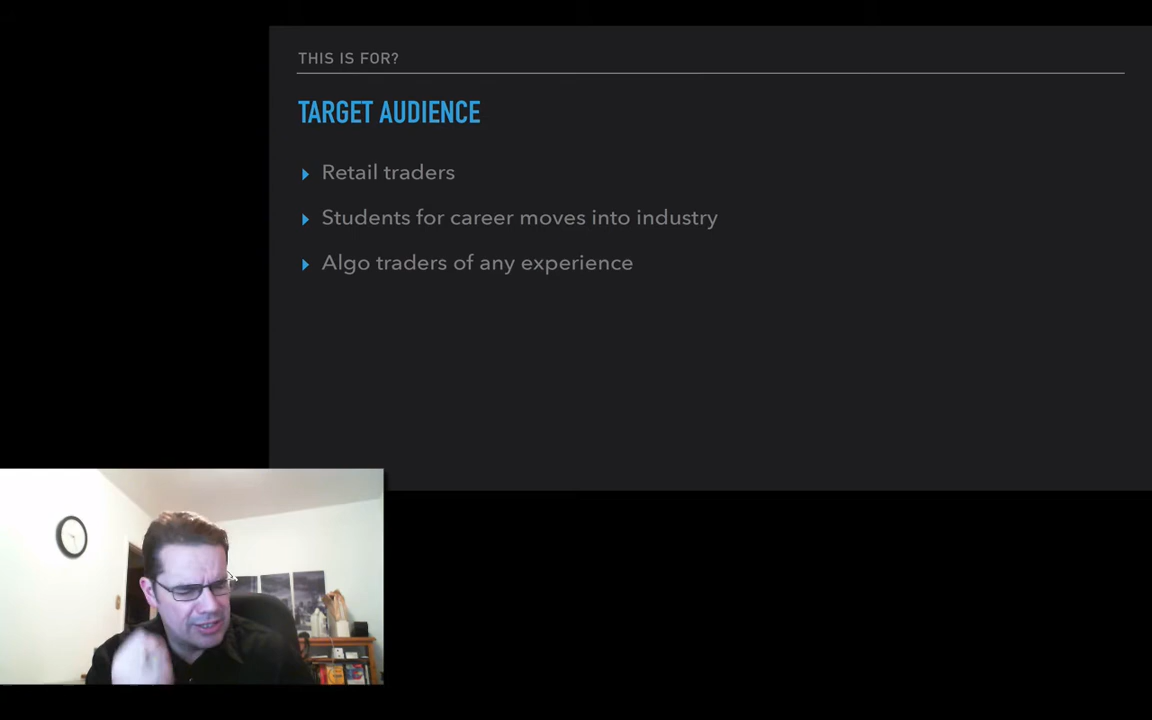 THIS IS FOR?
TARGET AUDIENCE
Retail traders
Students for career moves into industry
Algo traders of any experience